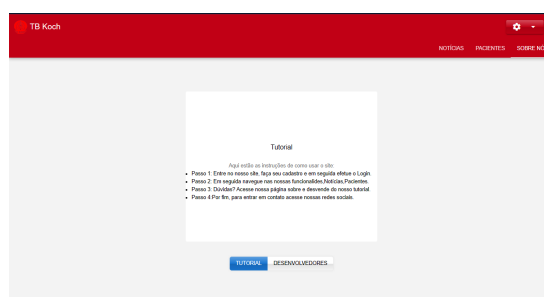 TB Koch
NOTÍCIAS PACIENTES SOBRE NÓ
Tutorial
Aqui estão as instruções de como usar o site:
Passo 1: Entre no nosso site, faça seu cadastro e em seguida efetue o Login.
Passo 2: Em seguida navegue nas nossas funcionalides,Notícias,Pacientes.
Passo 3: Dúvidas? Acesse nossa página sobre e desvende do nosso tutorial.
Passo 4:Por fim, para entrar em contato acesse nossas redes sociais.
TUTORIAL DESENVOLVEDORES